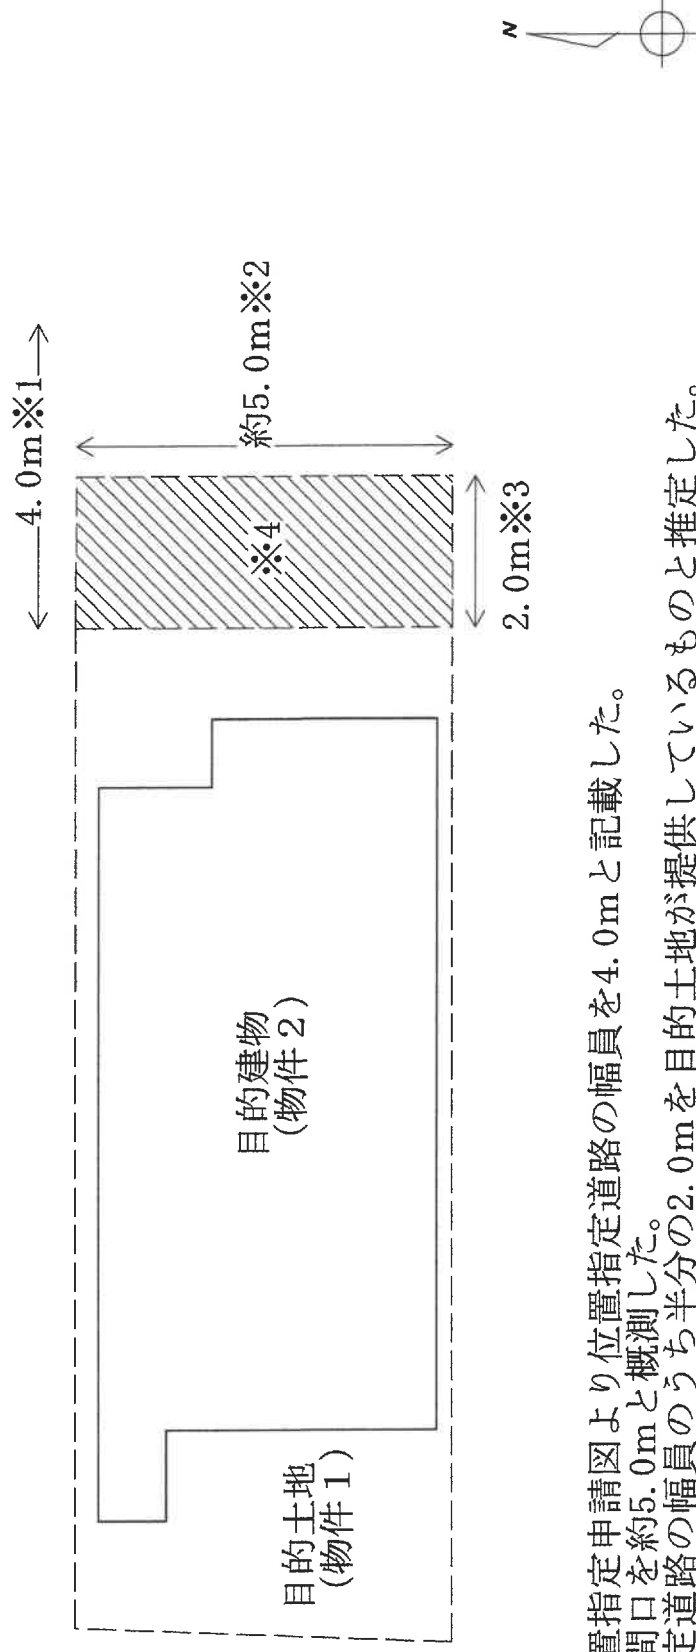 N
4.0m※1
約5.0m※2
※4
2.0m※3
目的建物
(物件2)
目的土地
(物件1)
置指定申請図より位置指定道路の幅員を4.0mと記載した。
間口を約5.0mと概測した。
定道路の幅員のうち半分の2.0mを目的土地が提供しているものと推定した。